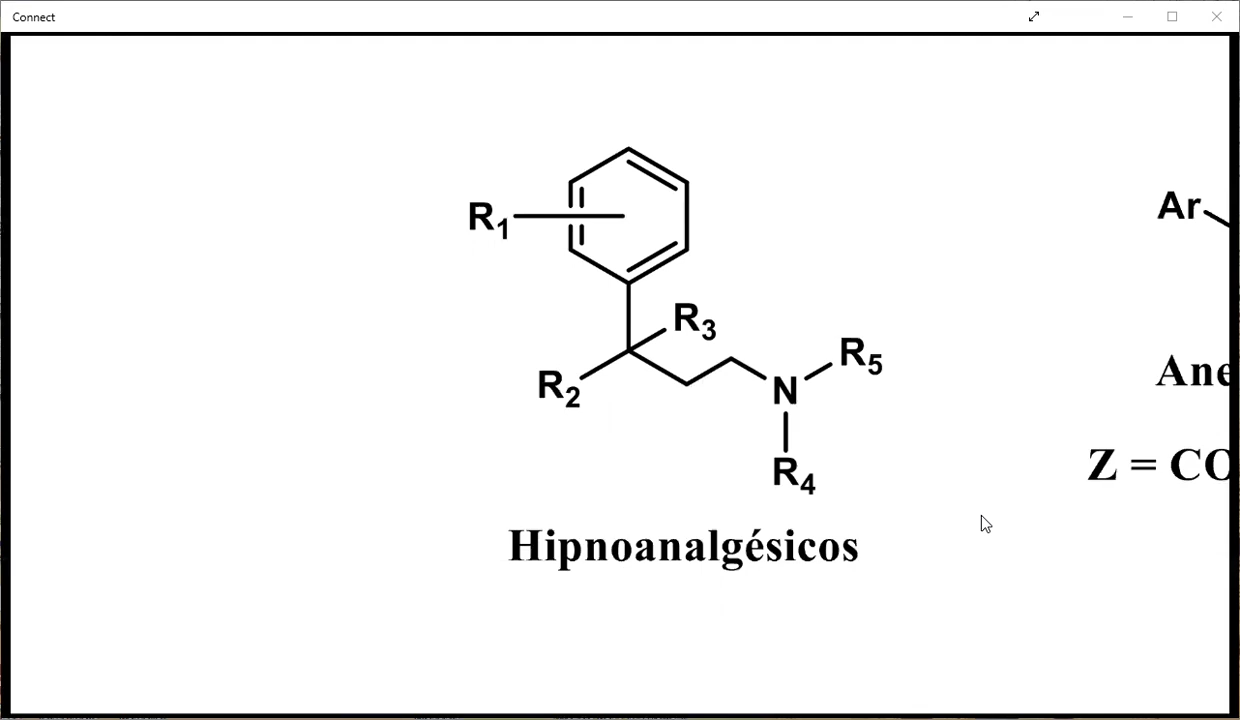 Connect
R1
Ar
R3
R5
R2
N
Ane
Z = CO
R4
Hipnoanalgésicos